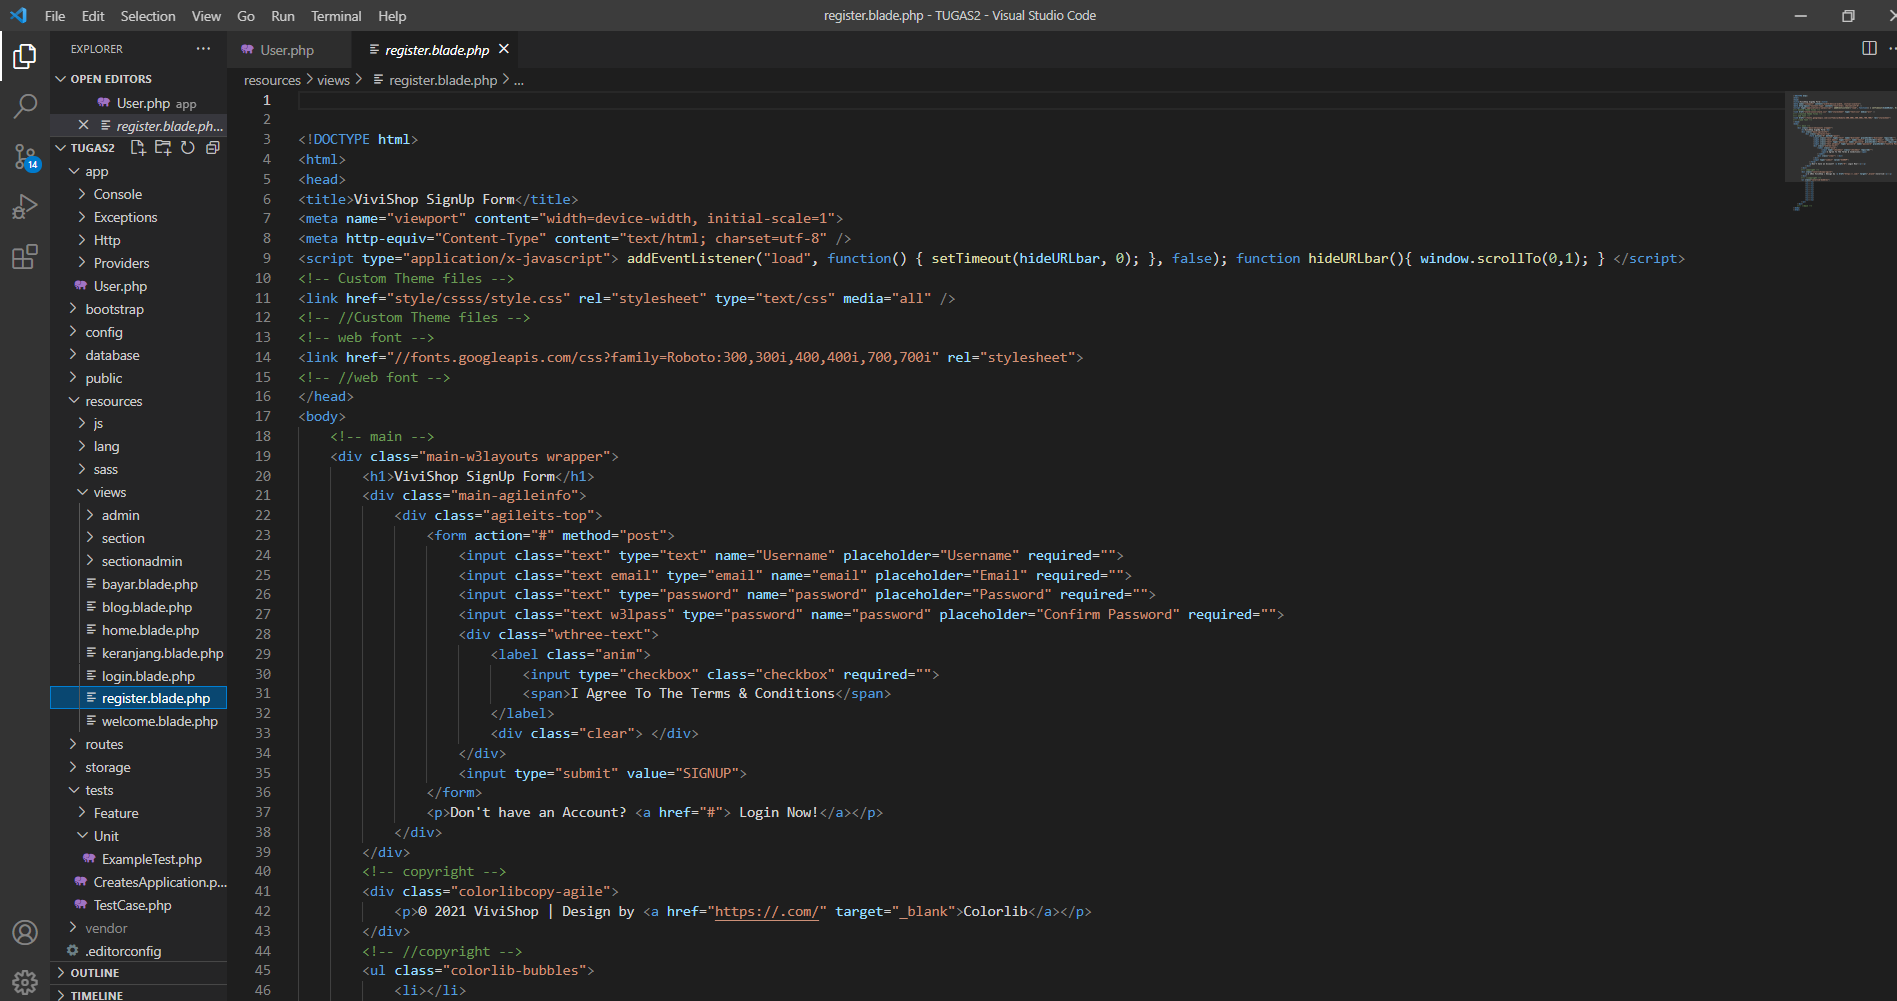 File Edit Selection View Go Run Terminal Help
register.blade.php - TUGAS2 - Visual Studio Code
EXPLORER
OPEN EDITORS
User.php app
register.blade.ph...
TUGAS2
app
Console
Exceptions
Http
Providers
User.php
bootstrap
config
database
public
resources
js
lang
sass
views
admin
section
sectionadmin
bayar.blade.php
blog.blade.php
home.blade.php
keranjang.blade.php
login.blade.php
register.blade.php
welcome.blade.php
routes
storage
tests
Feature
Unit
ExampleTest.php
CreatesApplication.p...
TestCase.php
vendor
.editorconfig
OUTLINE
TIMELINE
14
User.php
register.blade.php
resources > views > register.blade.php > ...
1
2
3 <!DOCTYPE html>
4 <html>
5 <head>
6 <title>ViviShop SignUp Form</title>
7 <meta name="viewport" content="width=device-width, initial-scale=1">
8 <meta http-equiv="Content-Type" content="text/html; charset=utf-8" />
9 <script type="application/x-javascript"> addEventListener("load", function() { setTimeout(hideURLbar, 0); }, false); function hideURLbar(){ window.scrollTo(0,1); } </script>
10 <!-- Custom Theme files -->
11 <link href="style/cssss/style.css" rel="stylesheet" type="text/css" media="all" />
12 <!-- //Custom Theme files -->
13 <!-- web font -->
14 <link href="//fonts.googleapis.com/css?family=Roboto:300,300i,400,400i,700,700i" rel="stylesheet">
15 <!-- //web font -->
16 </head>
17 <body>
18 <!-- main -->
19 <div class="main-w3layouts wrapper">
20 <h1>ViviShop SignUp Form</h1>
21 <div class="main-agileinfo">
22 <div class="agileits-top">
23 <form action="#" method="post">
24 <input class="text" type="text" name="Username" placeholder="Username" required="">
25 <input class="text email" type="email" name="email" placeholder="Email" required="">
26 <input class="text" type="password" name="password" placeholder="Password" required="">
27 <input class="text w3lpass" type="password" name="password" placeholder="Confirm Password" required="">
28 <div class="wthree-text">
29 <label class="anim">
30 <input type="checkbox" class="checkbox" required="">
31 <span>I Agree To The Terms & Conditions</span>
32 </label>
33 <div class="clear"> </div>
34 </div>
35 <input type="submit" value="SIGNUP">
36 </form>
37 <p>Don't have an Account? <a href="#"> Login Now!</a></p>
38 </div>
39 </div>
40 <!-- copyright -->
41 <div class="colorlibcopy-agile">
42 <p>© 2021 ViviShop | Design by <a href="https://.com/" target="_blank">Colorlib</a></p>
43 </div>
44 <!-- //copyright -->
45 <ul class="colorlib-bubbles">
46 <li></li>